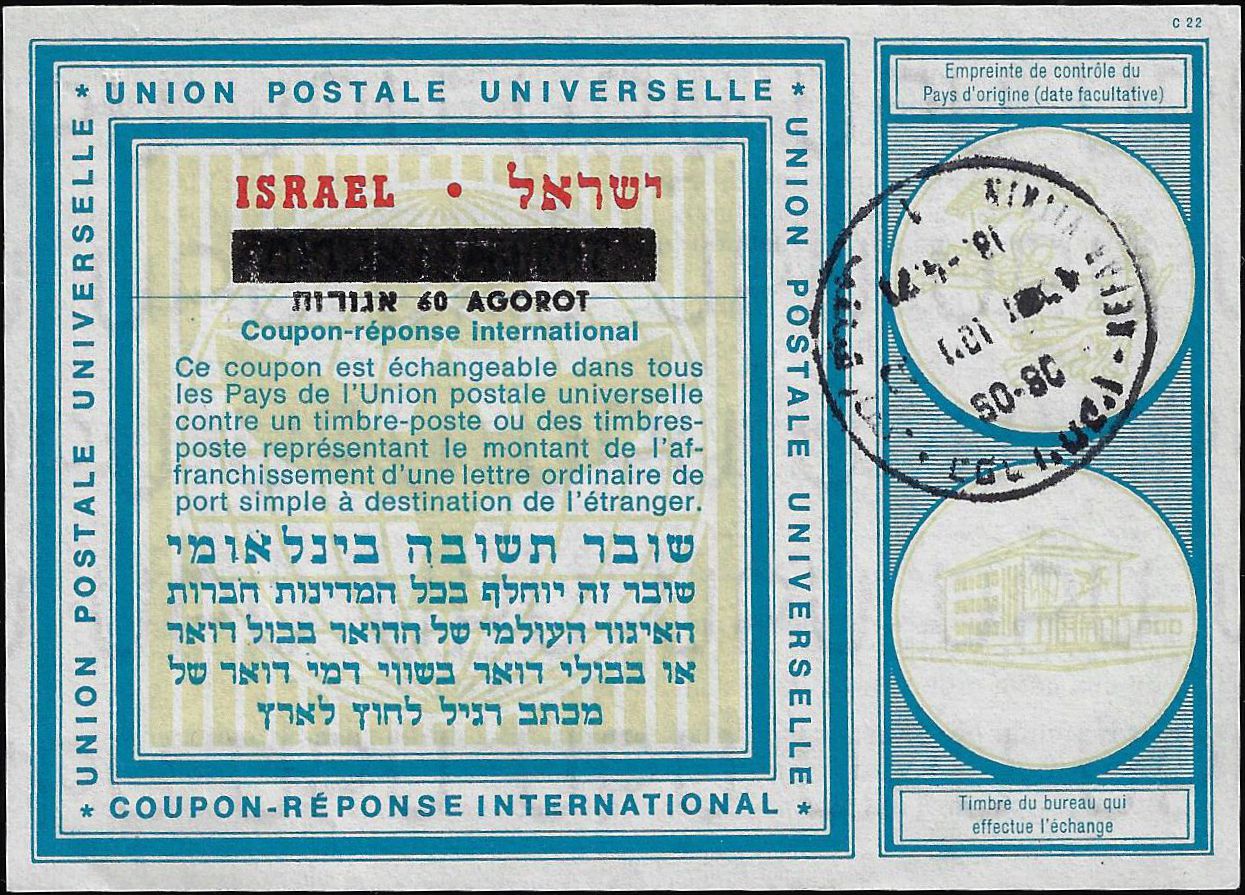 C 22
* UNION POSTALE UNIVERSELLE *
UNION POSTALE UNIVERSELLE
UNION POSTALE UNIVERSELLE
ISRAEL • ישראל
60 AGOROT אגורות
Coupon-réponse international
Ce coupon est échangeable dans tous
les Pays de l'Union postale universelle
contre un timbre-poste ou des timbres-
poste représentant le montant de l'af-
franchissement d'une lettre ordinaire de
port simple à destination de l'étranger.
שובר תשובה בינלאומי
שובר זה יוחלף בכל המדינות חברות
האיגוד העולמי של הדואר בבול דואר
או בבולי דואר בשווי דמי דואר של
מכתב רגיל לחוץ לארץ
* COUPON-RÉPONSE INTERNATIONAL *
Empreinte de contrôle du
Pays d'origine (date facultative)
08-09
Timbre du bureau qui
effectue l'échange